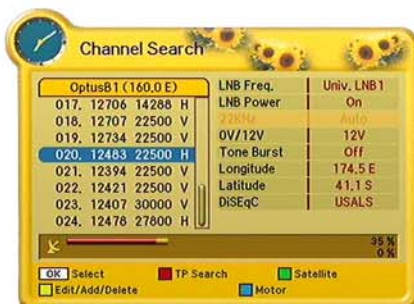 Channel Search
OptusB1 (160.0 E)
017. 12706 14288 H
018. 12707 22500 V
019. 12734 22500 V
020. 12483 22500 H
021. 12394 22500 V
022. 12421 22500 V
023. 12407 30000 V
024. 12478 27800 H
LNB Freq. Univ. LNB1
LNB Power On
22KHz Auto
0V/12V 12V
Tone Burst Off
Longitude 174.5 E
Latitude 41.1 S
DiSEqC USALS
35 %
0 %
OK Select TP Search Satellite
Edit/Add/Delete Motor